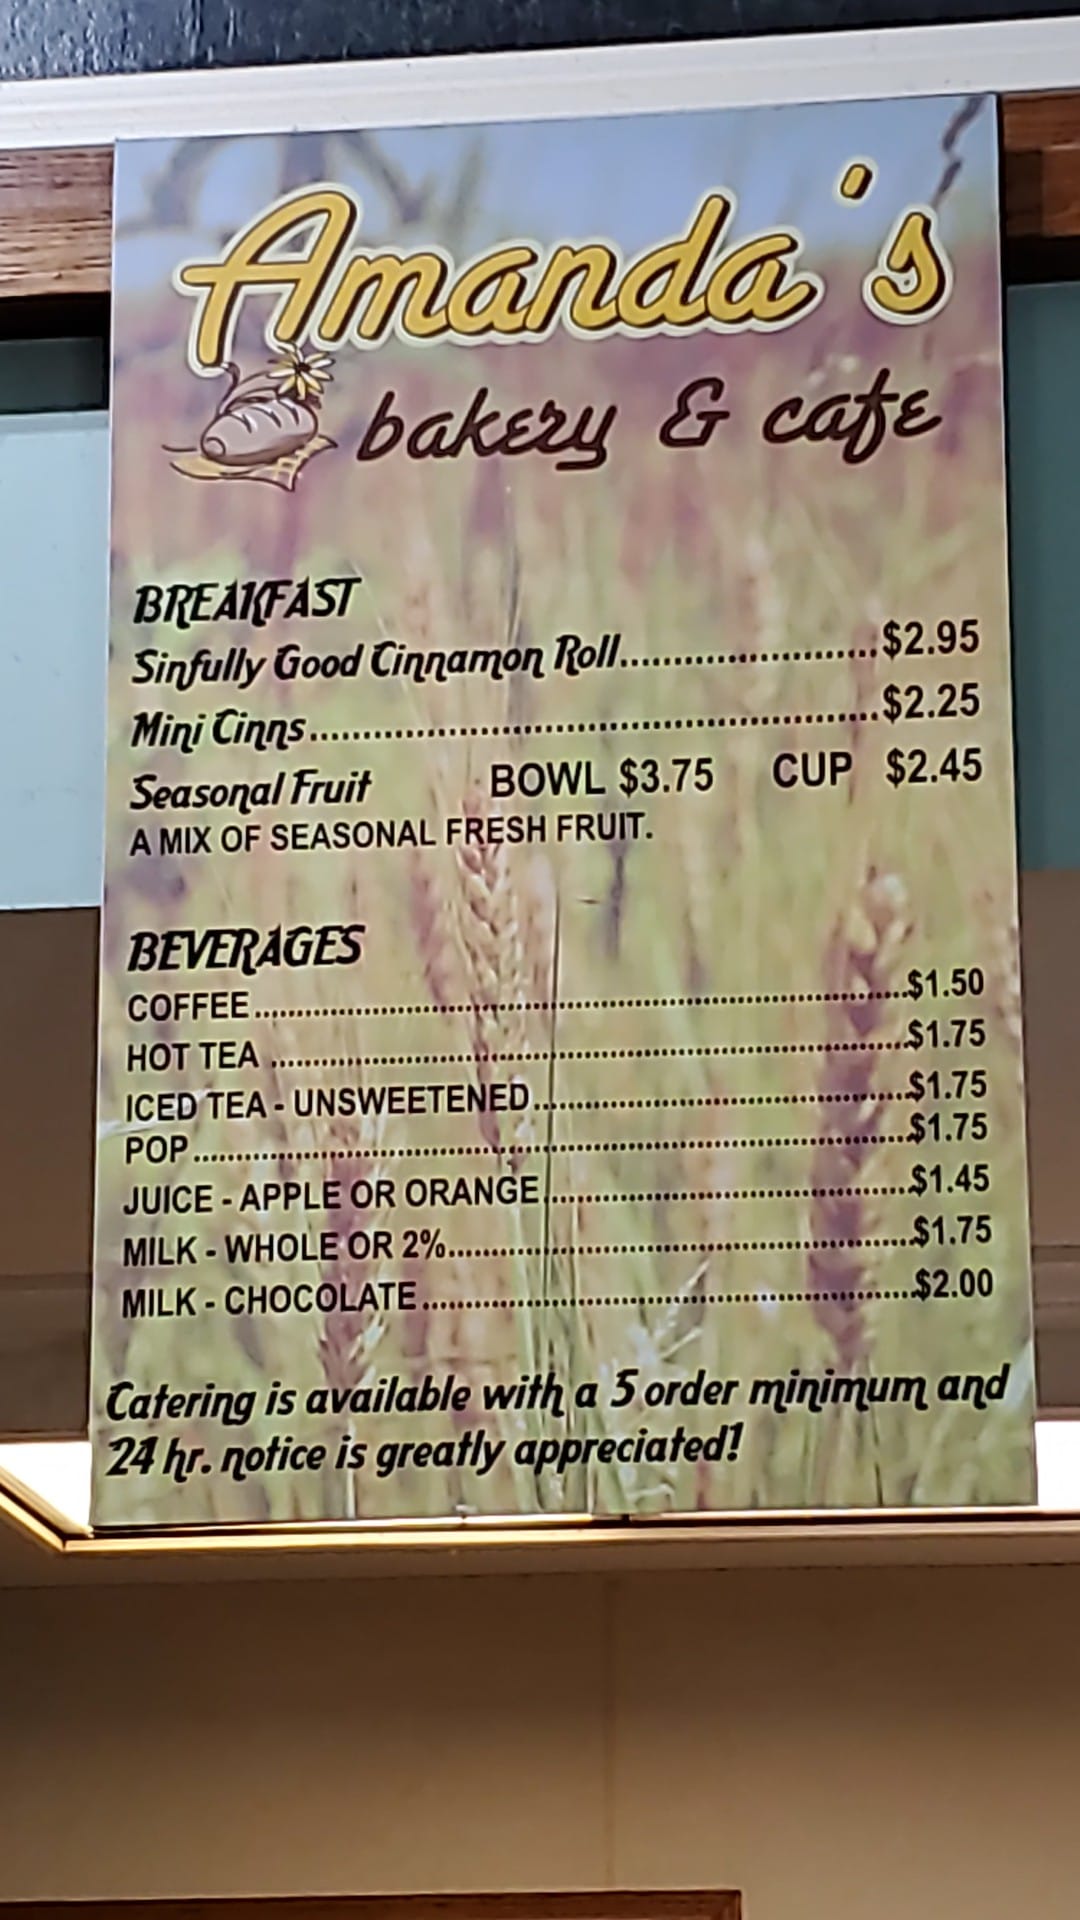 Amanda's
bakery & cafe
BREAKFAST
Sinfully Good Cinnamon Roll........................$2.95
Mini Cinns................................................$2.25
Seasonal Fruit BOWL $3.75 CUP $2.45
A MIX OF SEASONAL FRESH FRUIT.
BEVERAGES
COFFEE................................................................$1.50
HOT TEA ..............................................................$1.75
ICED TEA - UNSWEETENED.....................................$1.75
POP.....................................................................$1.75
JUICE - APPLE OR ORANGE....................................$1.45
MILK - WHOLE OR 2%..............................................$1.75
MILK - CHOCOLATE................................................$2.00
Catering is available with a 5 order minimum and
24 hr. notice is greatly appreciated!